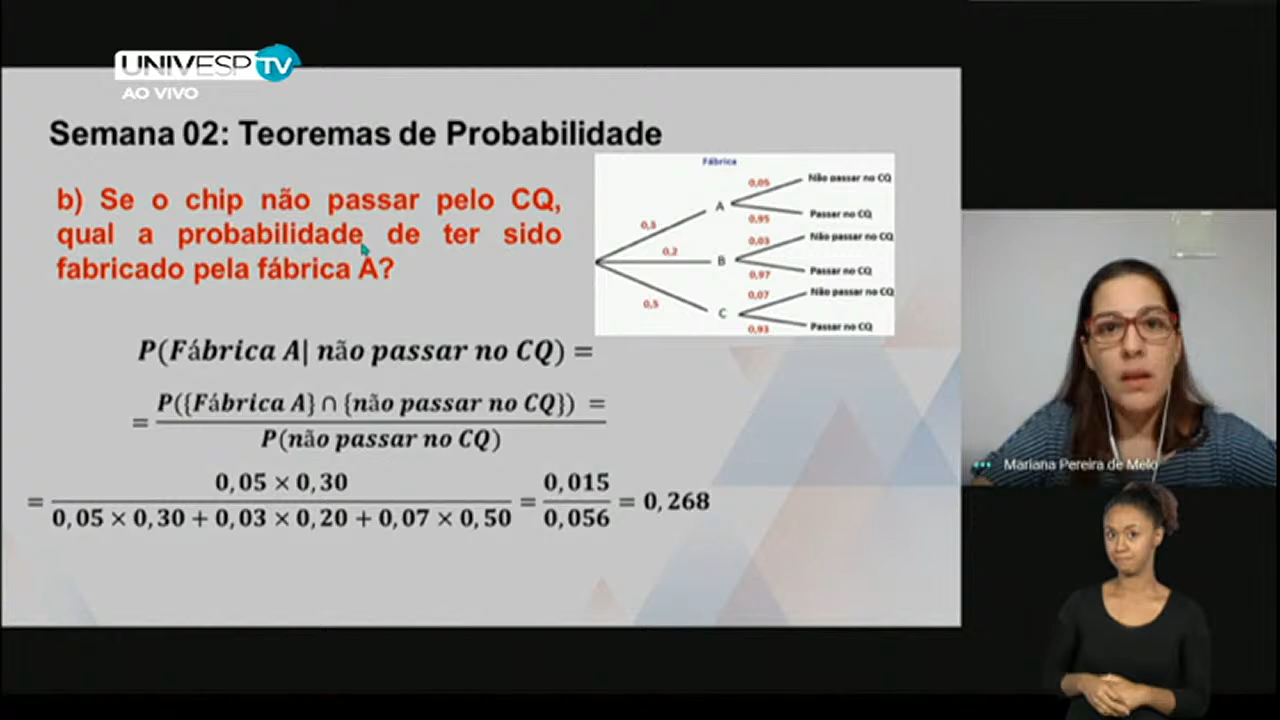 UNIVESP TV
AO VIVO
Semana 02: Teoremas de Probabilidade
b) Se o chip não passar pelo CQ,
qual a probabilidade de ter sido
fabricado pela fábrica A?
Fábrica
0,05 Não passar no CQ
A
0,3
0,95 Passar no CQ
0,03 Não passar no CQ
0,2 B
0,97 Passar no CQ
0,07 Não passar no CQ
0,5 C
0,93 Passar no CQ
P(Fábrica A| não passar no CQ) =
= P({Fábrica A} ∩ {não passar no CQ}) =
P(não passar no CQ)
0,05 × 0,30 0,015
= = = 0,268
0,05 × 0,30 + 0,03 × 0,20 + 0,07 × 0,50 0,056
Mariana Pereira de Melo